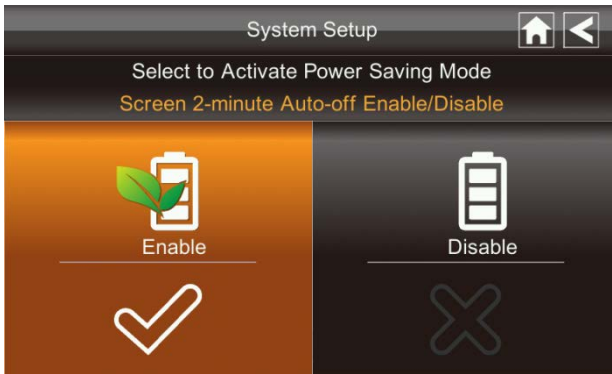 System Setup
Select to Activate Power Saving Mode
Screen 2-minute Auto-off Enable/Disable
Enable
Disable